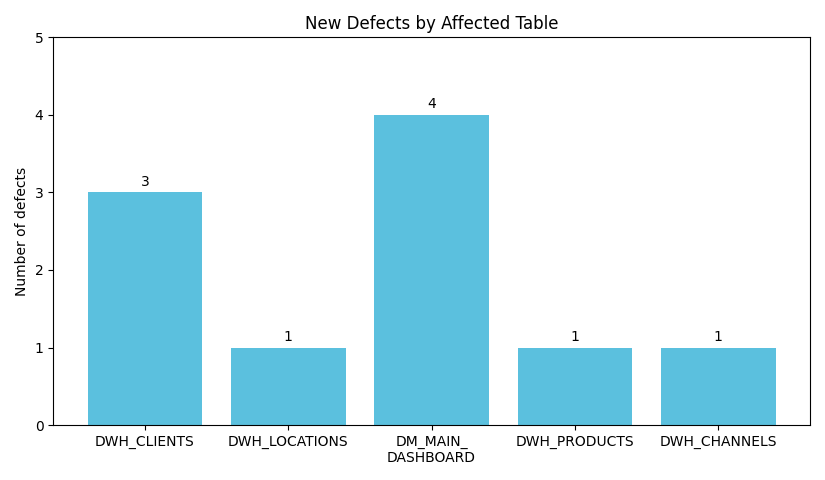 New Defects by Affected Table
Number of defects
5
4
3
2
1
0
3
1
4
1
1
DWH_CLIENTS
DWH_LOCATIONS
DM_MAIN_
DASHBOARD
DWH_PRODUCTS
DWH_CHANNELS